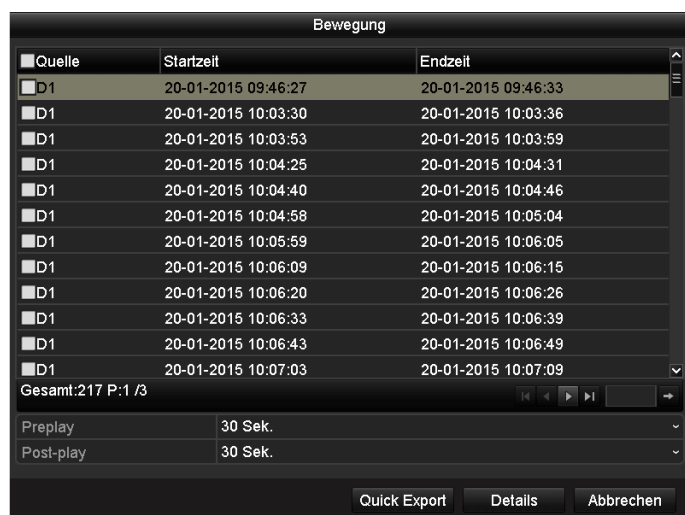 Bewegung
Quelle Startzeit Endzeit
D1 20-01-2015 09:46:27 20-01-2015 09:46:33
D1 20-01-2015 10:03:30 20-01-2015 10:03:36
D1 20-01-2015 10:03:53 20-01-2015 10:03:59
D1 20-01-2015 10:04:25 20-01-2015 10:04:31
D1 20-01-2015 10:04:40 20-01-2015 10:04:46
D1 20-01-2015 10:04:58 20-01-2015 10:05:04
D1 20-01-2015 10:05:59 20-01-2015 10:06:05
D1 20-01-2015 10:06:09 20-01-2015 10:06:15
D1 20-01-2015 10:06:20 20-01-2015 10:06:26
D1 20-01-2015 10:06:33 20-01-2015 10:06:39
D1 20-01-2015 10:06:43 20-01-2015 10:06:49
D1 20-01-2015 10:07:03 20-01-2015 10:07:09
Gesamt:217 P:1 /3
Preplay 30 Sek.
Post-play 30 Sek.
Quick Export Details Abbrechen